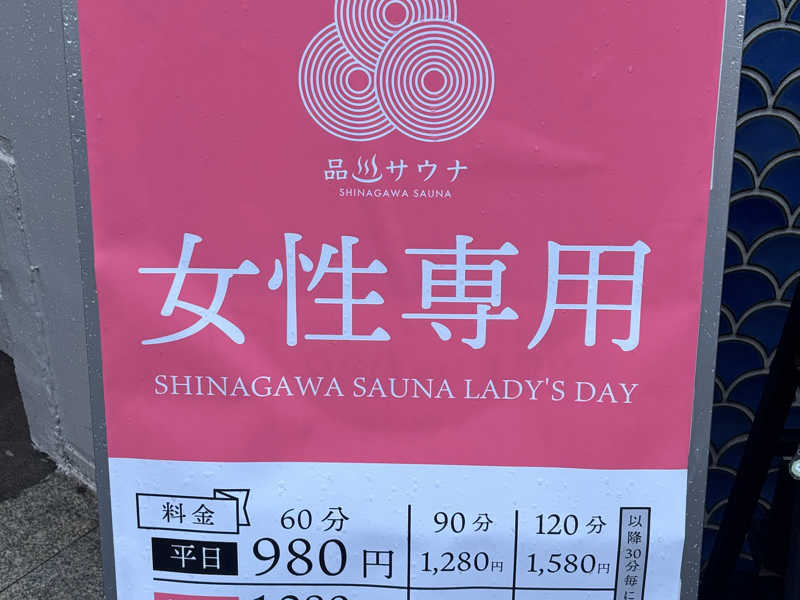 品川サウナ
SHINAGAWA SAUNA
女性専用
SHINAGAWA SAUNA LADY'S DAY
料金 60分 90分 120分
平日 980円 1,280円 1,580円
以降30分毎に